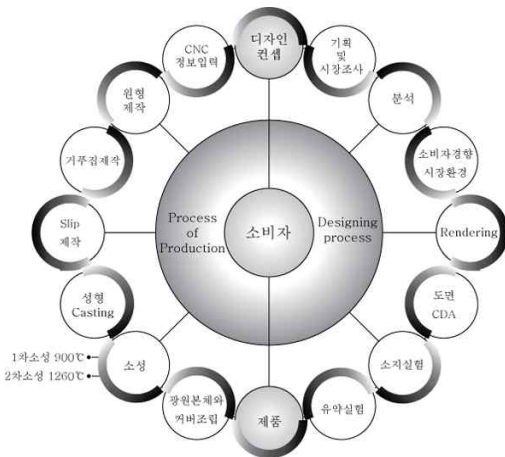 디자인
컨셉
기획
및
시장조사
분석
소비자경향
시장환경
Rendering
도면
CDA
소지실험
유약실험
제품
광원본체와
커버조립
소성
1차소성 900℃
2차소성 1260℃
성형
Casting
Slip
제작
거푸집제작
원형
제작
CNC
정보입력
Process
of
Production
소비자
Designing
process